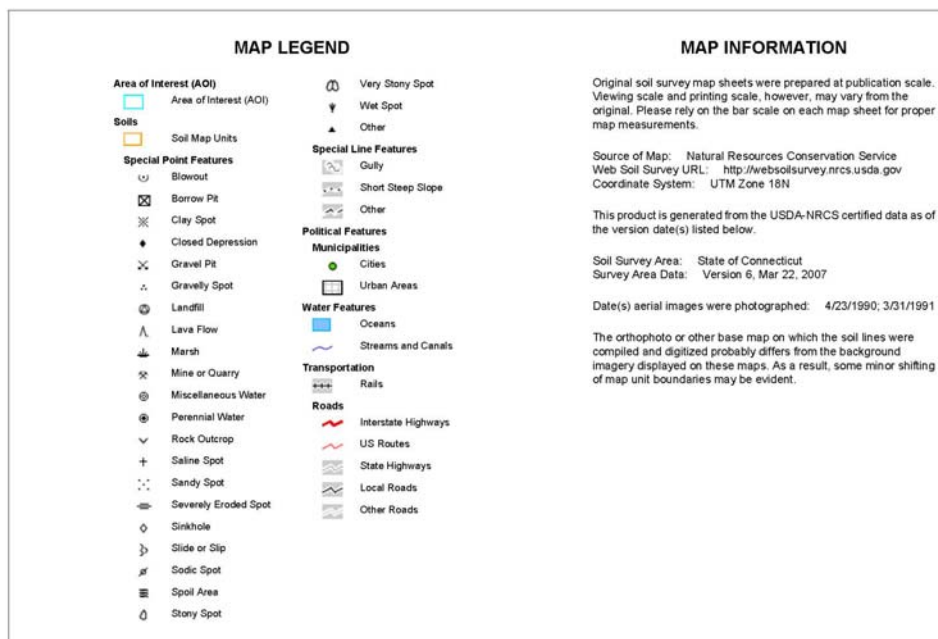 MAP LEGEND
Area of Interest (AOI)
Area of Interest (AOI)
Soils
Soil Map Units
Special Point Features
Blowout
Borrow Pit
Clay Spot
Closed Depression
Gravel Pit
Gravelly Spot
Landfill
Lava Flow
Marsh
Mine or Quarry
Miscellaneous Water
Perennial Water
Rock Outcrop
Saline Spot
Sandy Spot
Severely Eroded Spot
Sinkhole
Slide or Slip
Sodic Spot
Spoil Area
Stony Spot
Very Stony Spot
Wet Spot
Other
Special Line Features
Gully
Short Steep Slope
Other
Political Features
Municipalities
Cities
Urban Areas
Water Features
Oceans
Streams and Canals
Transportation
Rails
Roads
Interstate Highways
US Routes
State Highways
Local Roads
Other Roads
MAP INFORMATION
Original soil survey map sheets were prepared at publication scale.
Viewing scale and printing scale, however, may vary from the
original. Please rely on the bar scale on each map sheet for proper
map measurements.
Source of Map: Natural Resources Conservation Service
Web Soil Survey URL: http://websoilsurvey.nrcs.usda.gov
Coordinate System: UTM Zone 18N
This product is generated from the USDA-NRCS certified data as of
the version date(s) listed below.
Soil Survey Area: State of Connecticut
Survey Area Data: Version 6, Mar 22, 2007
Date(s) aerial images were photographed: 4/23/1990; 3/31/1991
The orthophoto or other base map on which the soil lines were
compiled and digitized probably differs from the background
imagery displayed on these maps. As a result, some minor shifting
of map unit boundaries may be evident.